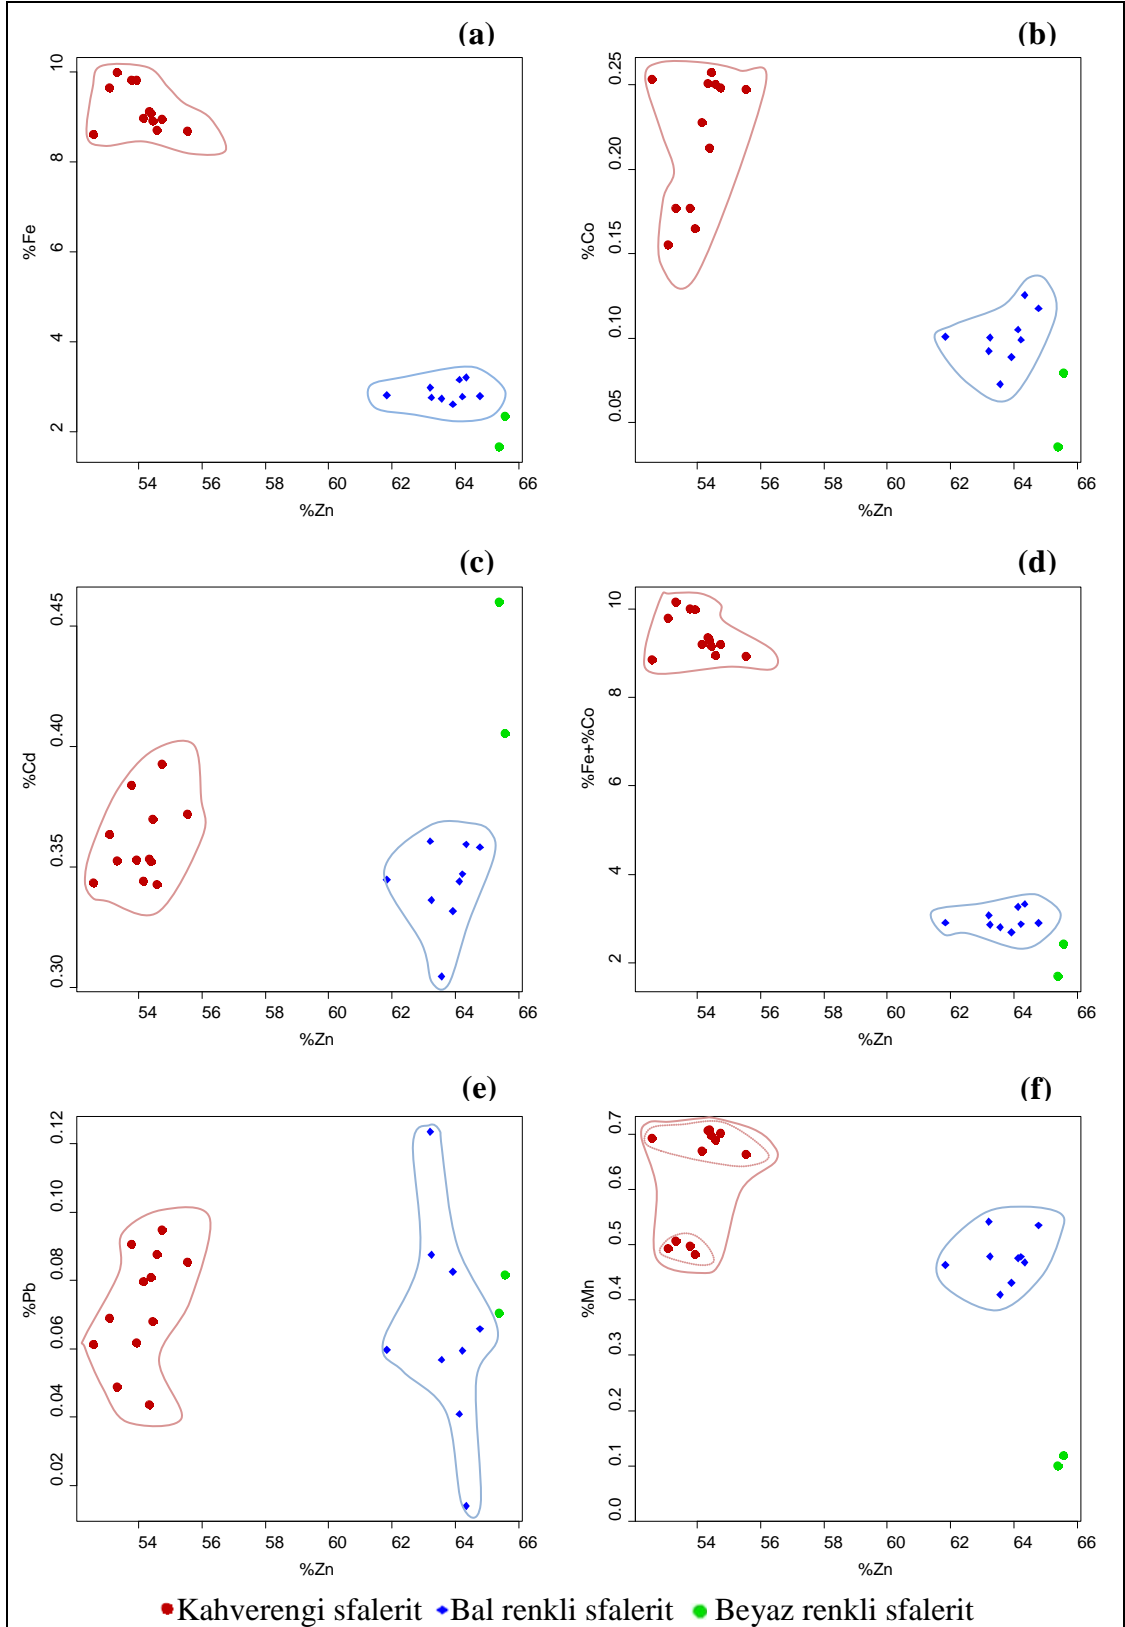 (a)
10
8
6
4
2
%Fe
54 56 58 60 62 64 66
%Zn
(b)
0.25
0.20
0.15
0.10
0.05
%Co
54 56 58 60 62 64 66
%Zn
(c)
0.45
0.40
0.35
0.30
%Cd
54 56 58 60 62 64 66
%Zn
(d)
10
8
6
4
2
%Fe+%Co
54 56 58 60 62 64 66
%Zn
(e)
0.12
0.10
0.08
0.06
0.04
0.02
%Pb
54 56 58 60 62 64 66
%Zn
(f)
0.7
0.6
0.5
0.4
0.3
0.2
0.1
0.0
%Mn
54 56 58 60 62 64 66
%Zn
Kahverengi sfalerit Bal renkli sfalerit Beyaz renkli sfalerit